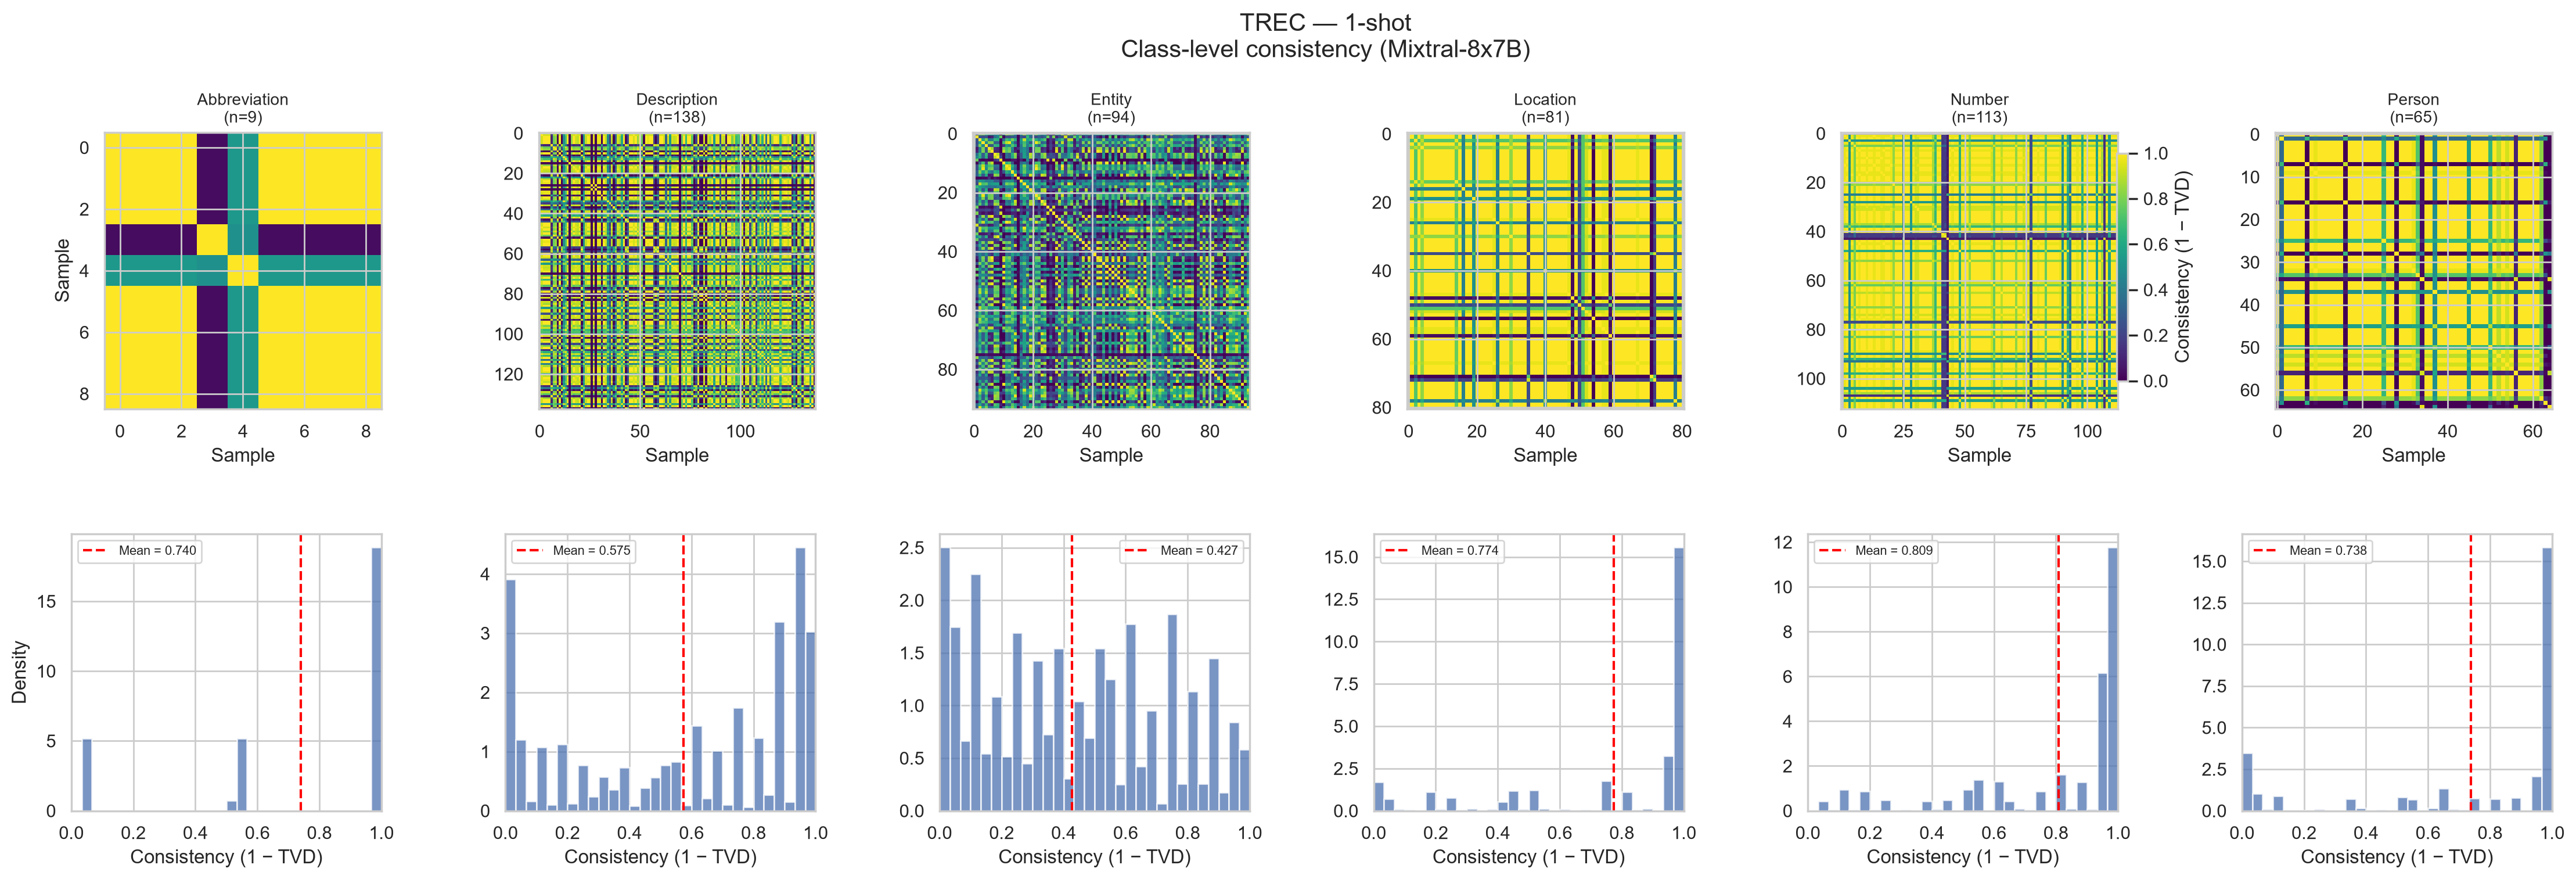 TREC — 1-shot
Class-level consistency (Mixtral-8x7B)
Abbreviation
(n=9)
0
2
4
6
8
Sample
0 2 4 6 8
Sample
Description
(n=138)
0
20
40
60
80
100
120
0 50 100
Sample
Entity
(n=94)
0
20
40
60
80
0 20 40 60 80
Sample
Location
(n=81)
0
20
40
60
80
0 20 40 60 80
Sample
Number
(n=113)
0
20
40
60
80
100
0 25 50 75 100
Sample
1.0
0.8
0.6
0.4
0.2
0.0
Consistency (1 − TVD)
Person
(n=65)
0
10
20
30
40
50
60
0 20 40 60
Sample
Mean = 0.740
15
10
5
0
Density
0.0 0.2 0.4 0.6 0.8 1.0
Consistency (1 − TVD)
Mean = 0.575
4
3
2
1
0
0.0 0.2 0.4 0.6 0.8 1.0
Consistency (1 − TVD)
Mean = 0.427
2.5
2.0
1.5
1.0
0.5
0.0
0.0 0.2 0.4 0.6 0.8 1.0
Consistency (1 − TVD)
Mean = 0.774
15.0
12.5
10.0
7.5
5.0
2.5
0.0
0.0 0.2 0.4 0.6 0.8 1.0
Consistency (1 − TVD)
Mean = 0.809
12
10
8
6
4
2
0
0.0 0.2 0.4 0.6 0.8 1.0
Consistency (1 − TVD)
Mean = 0.738
15.0
12.5
10.0
7.5
5.0
2.5
0.0
0.0 0.2 0.4 0.6 0.8 1.0
Consistency (1 − TVD)